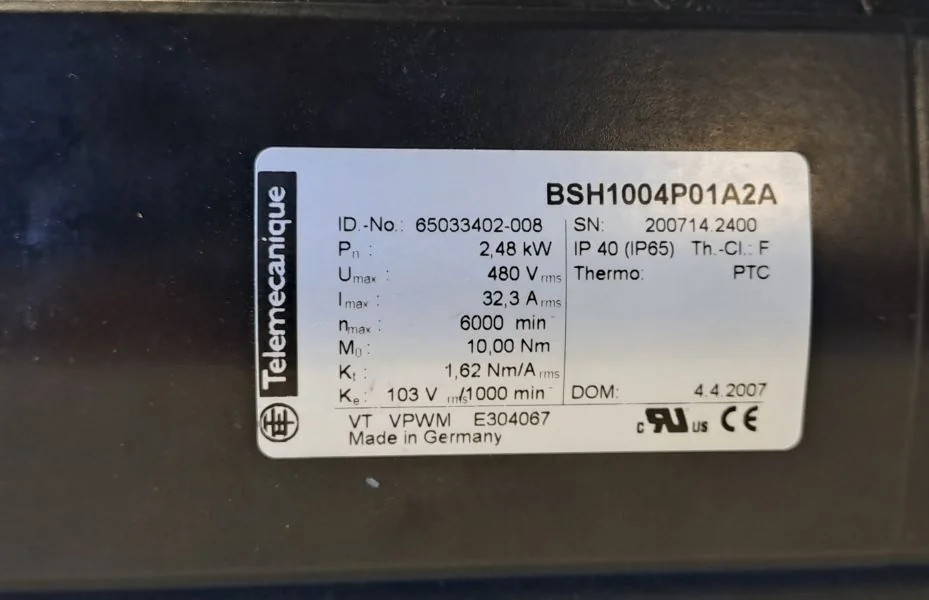 Telemecanique
BSH1004P01A2A
ID.-No.: 65033402-008 SN: 200714.2400
Pn : 2,48 kW IP 40 (IP65) Th.-Cl.: F
Umax : 480 Vrms Thermo: PTC
Imax : 32,3 Arms
nmax : 6000 min-
M0 : 10,00 Nm
Kt : 1,62 Nm/Arms
Ke : 103 Vrms/1000 min- DOM: 4.4.2007
VT VPWM E304067
Made in Germany
c RU us CE